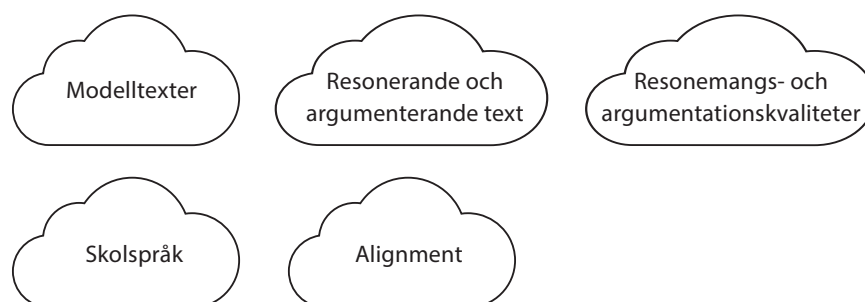 Modelltexter
Resonerande och
argumenterande text
Resonemangs- och
argumentationskvaliteter
Skolspråk
Alignment